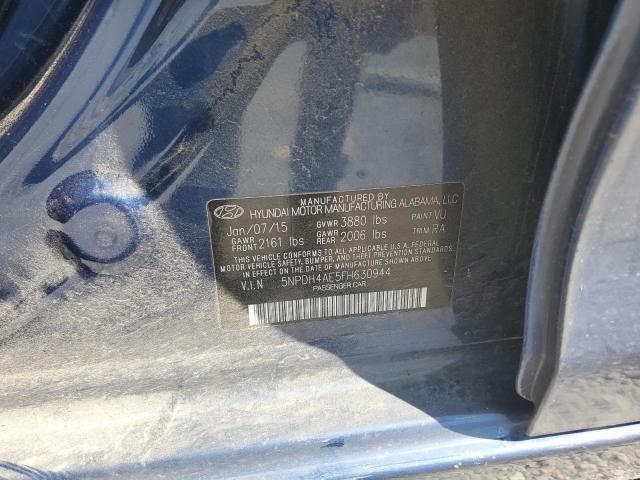 MANUFACTURED BY
HYUNDAI MOTOR MANUFACTURING ALABAMA, LLC
Jan/07/15 GVWR 3880 lbs PAINT VU
GAWR FRONT 2161 lbs GAWR REAR 2006 lbs TRIM RA
THIS VEHICLE CONFORMS TO ALL APPLICABLE U.S.A. FEDERAL
MOTOR VEHICLE SAFETY, BUMPER, AND THEFT PREVENTION STANDARDS
IN EFFECT ON THE DATE OF MANUFACTURE SHOWN ABOVE.
V.I.N 5NPDH4AE5FH630944
PASSENGER CAR